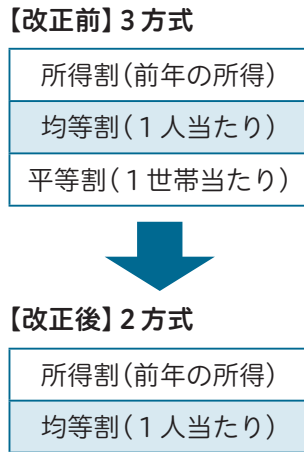 【改正前】3方式
所得割(前年の所得)
均等割(1人当たり)
平等割(1世帯当たり)
【改正後】2方式
所得割(前年の所得)
均等割(1人当たり)